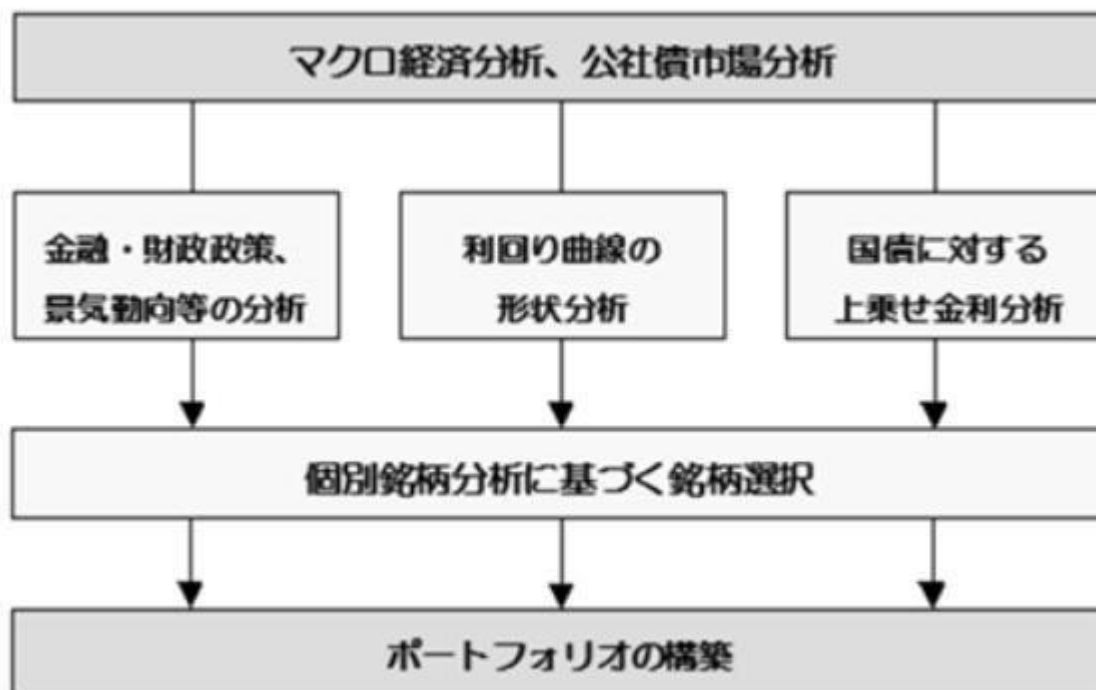 マクロ経済分析、公社債市場分析
金融・財政政策、
景気動向等の分析
利回り曲線の
形状分析
国債に対する
上乗せ金利分析
個別銘柄分析に基づく銘柄選択
ポートフォリオの構築